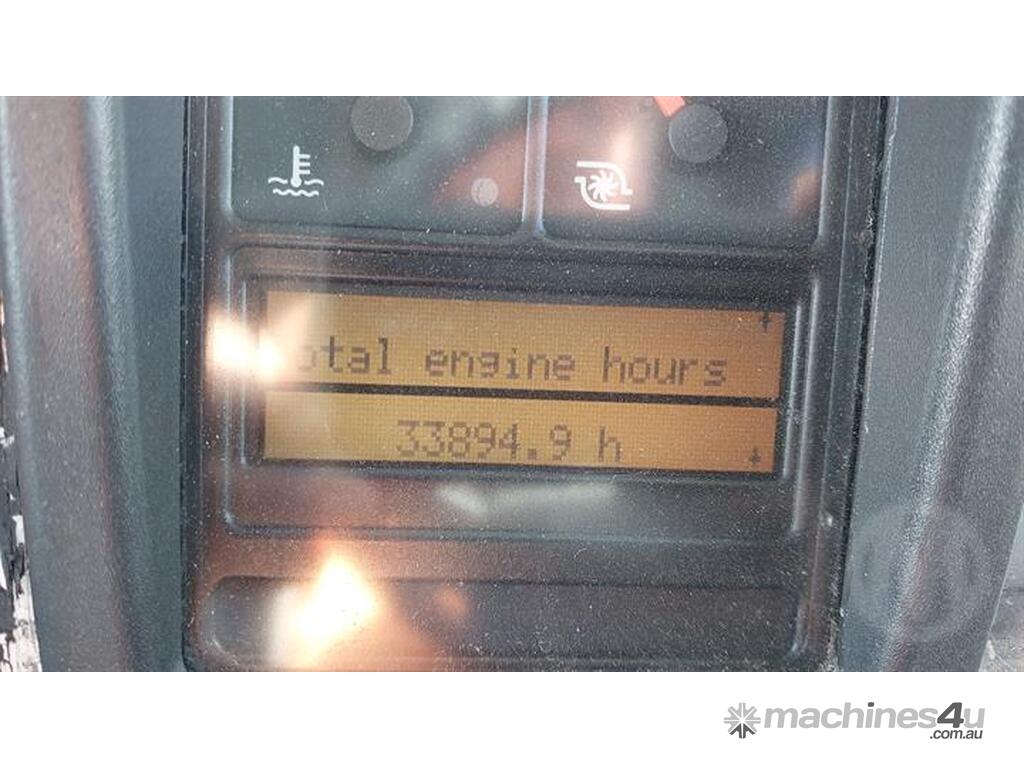 otal engine hours
33894.9 h
machines4u
.com.au